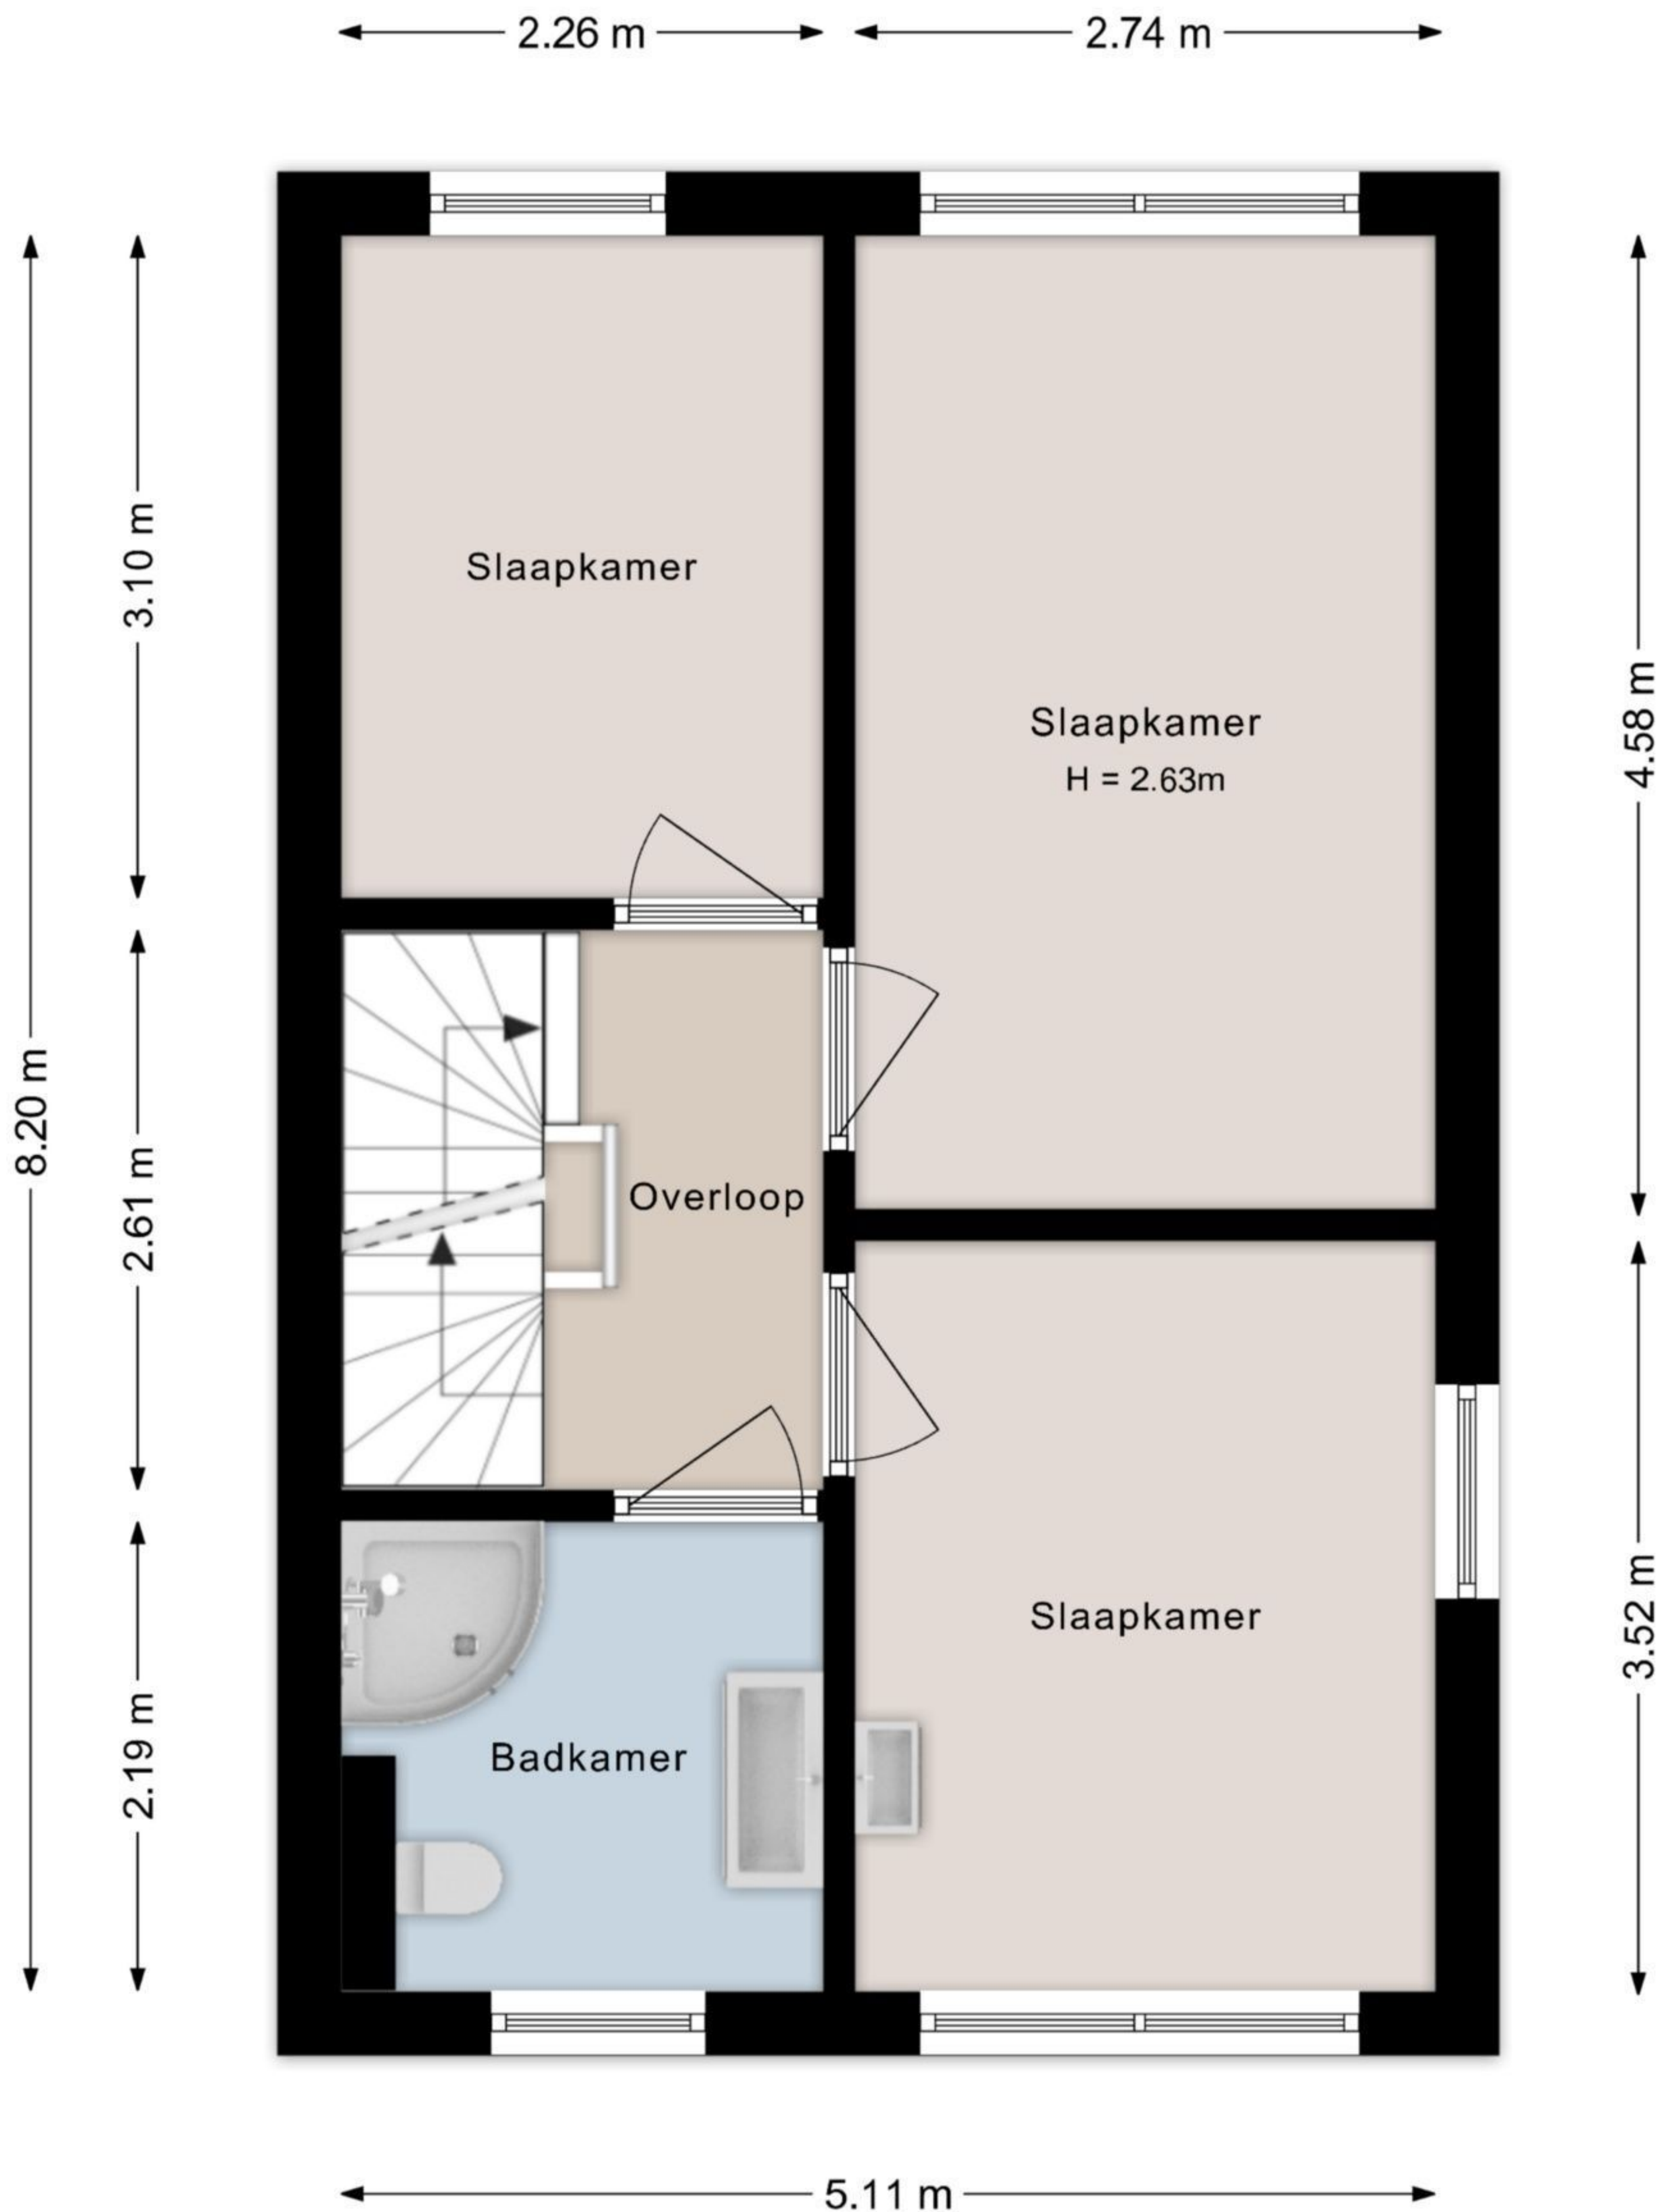 2.26 m
2.74 m
3.10 m
Slaapkamer
4.58 m
Slaapkamer
H = 2.63m
8.20 m
2.61 m
Overloop
3.52 m
Slaapkamer
2.19 m
Badkamer
5.11 m